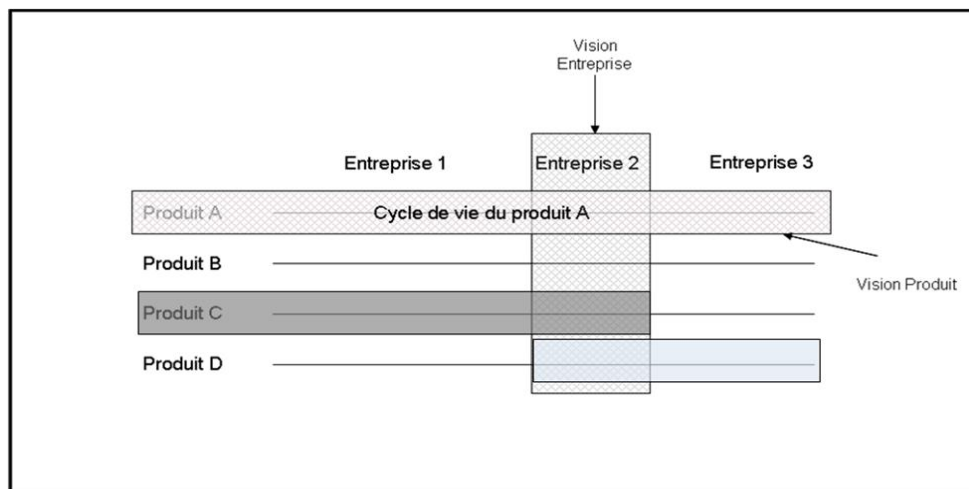 Vision
Entreprise
Entreprise 1
Entreprise 2
Entreprise 3
Produit A
Cycle de vie du produit A
Produit B
Vision Produit
Produit C
Produit D